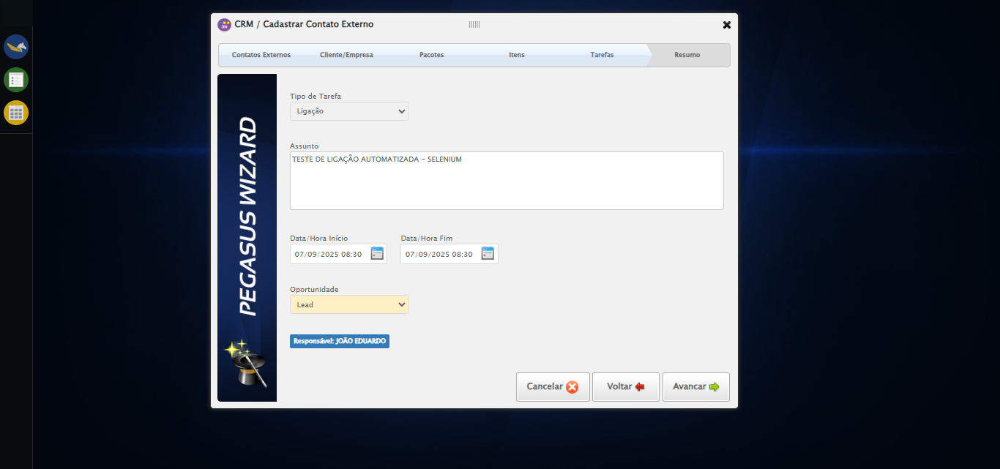 CRM / Cadastrar Contato Externo
Contatos Externos
Cliente/Empresa
Pacotes
Itens
Tarefas
Resumo
PEGASUS WIZARD
Tipo de Tarefa
Ligação
Assunto
TESTE DE LIGAÇÃO AUTOMATIZADA - SELENIUM
Data/Hora Início
Data/Hora Fim
07/09/2025 08:30
07/09/2025 08:30
Oportunidade
Lead
Responsável: JOÃO EDUARDO
Cancelar
Voltar
Avancar